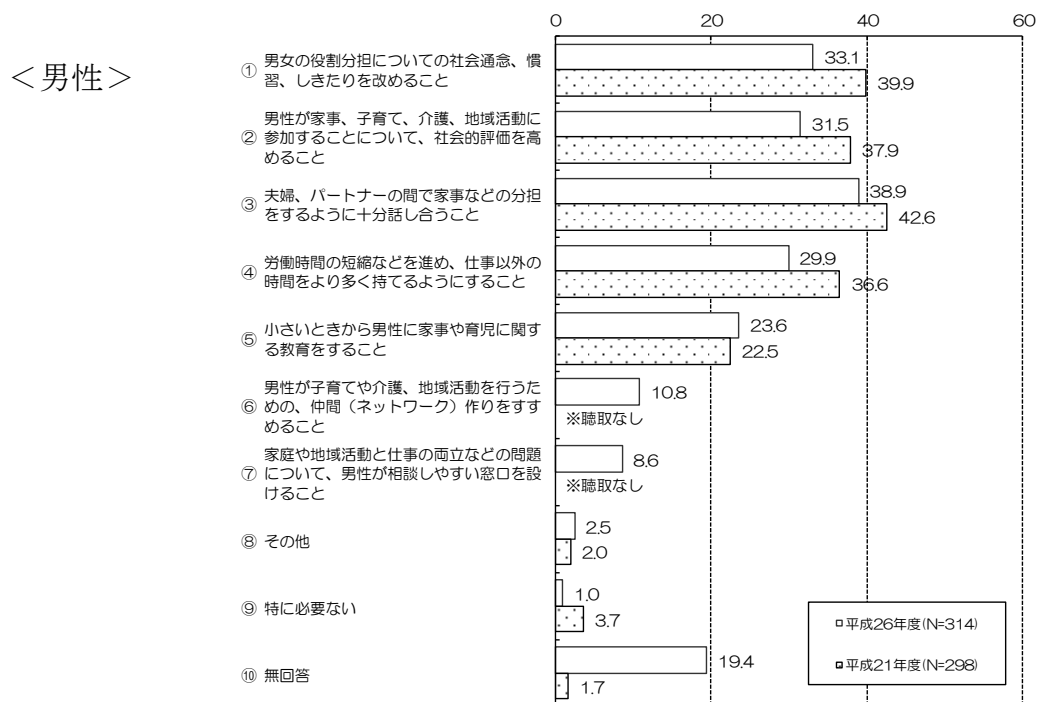 0 20 40 60
<男性>
① 男女の役割分担についての社会通念、慣
習、しきたりを改めること
33.1
39.9
男性が家事、子育て、介護、地域活動に
② 参加することについて、社会的評価を高
めること
31.5
37.9
③ 夫婦、パートナーの間で家事などの分担
をするように十分話し合うこと
38.9
42.6
④ 労働時間の短縮などを進め、仕事以外の
時間をより多く持てるようにすること
29.9
36.6
⑤ 小さいときから男性に家事や育児に関す
る教育をすること
23.6
22.5
男性が子育てや介護、地域活動を行うた
⑥ めの、仲間（ネットワーク）作りをすす
めること
10.8
※聴取なし
家庭や地域活動と仕事の両立などの問題
⑦ について、男性が相談しやすい窓口を設
けること
8.6
※聴取なし
⑧ その他
2.5
2.0
⑨ 特に必要ない
1.0
3.7
⑩ 無回答
19.4
1.7
平成26年度(N=314)
平成21年度(N=298)